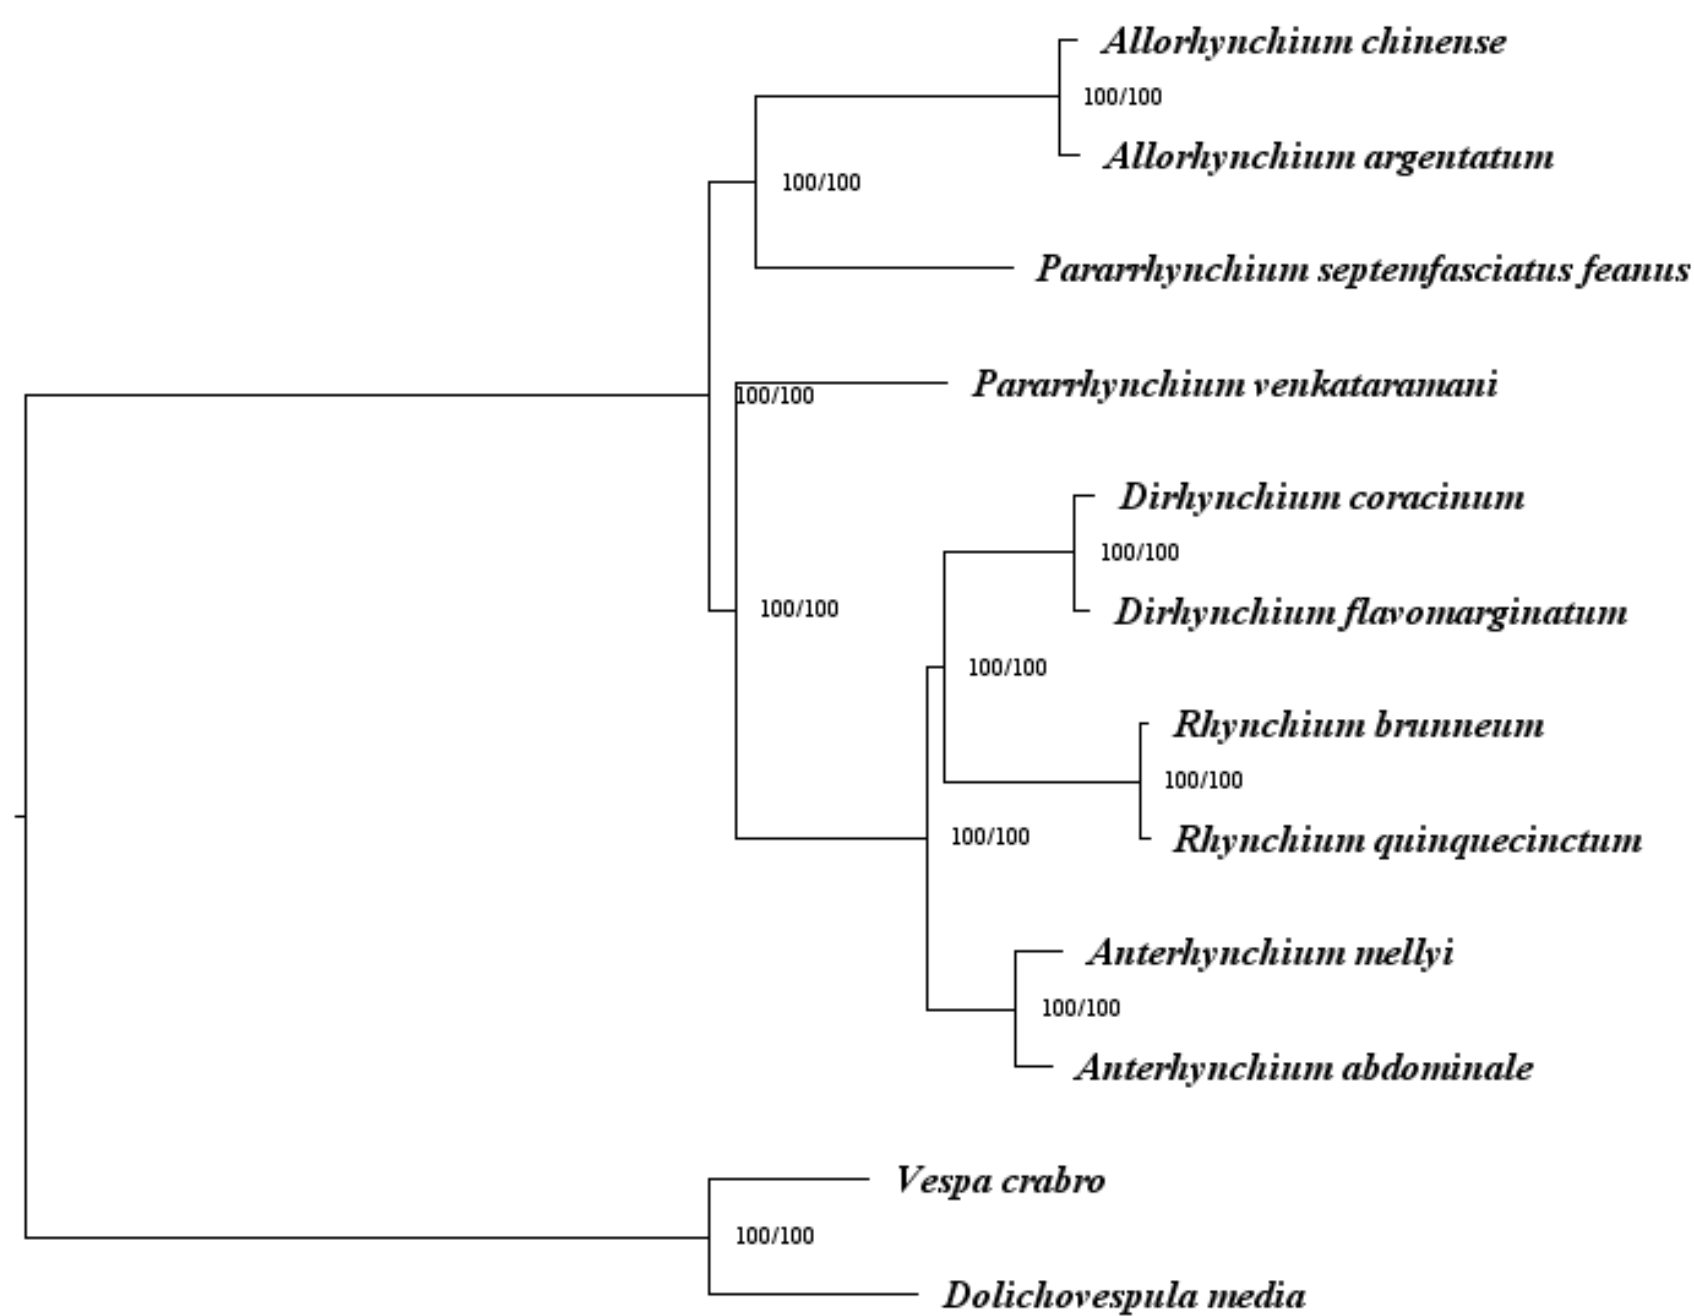 Allorhynchium chinense
100/100
Allorhynchium argentatum
100/100
Pararrhynchium septemfasciatus feanus
Pararrhynchium venkataramani
100/100
Dirhynchium coracinum
100/100
Dirhynchium flavomarginatum
100/100
100/100
Rhynchium brunneum
100/100
Rhynchium quinquecinctum
100/100
Anterhynchium mellyi
100/100
Anterhynchium abdominale
Vespa crabro
100/100
Dolichovespula media